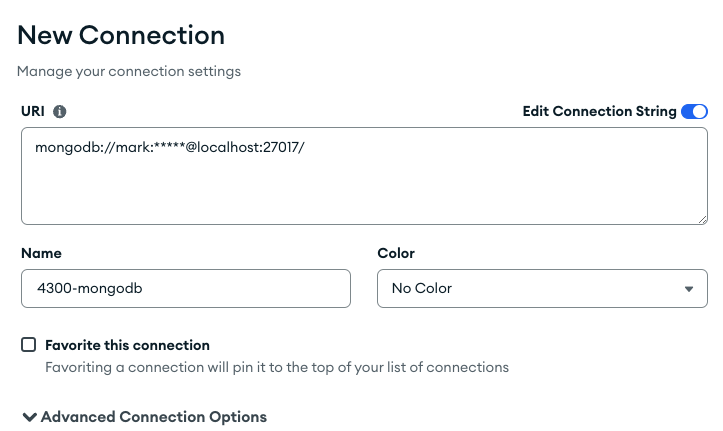 New Connection
Manage your connection settings
URI
Edit Connection String
mongodb://mark:*****@localhost:27017/
Name
Color
4300-mongodb
No Color
Favorite this connection
Favoriting a connection will pin it to the top of your list of connections
Advanced Connection Options